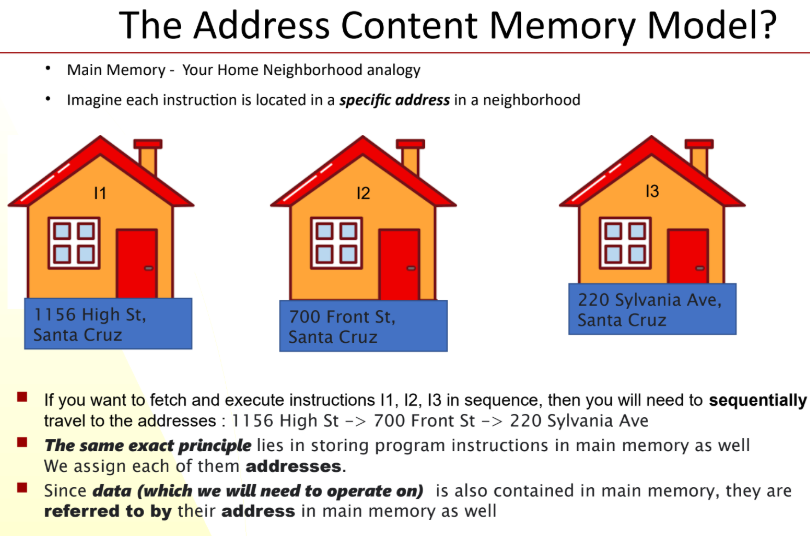 The Address Content Memory Model?
• Main Memory - Your Home Neighborhood analogy
• Imagine each instruction is located in a specific address in a neighborhood
I1
I2
I3
1156 High St,
Santa Cruz
700 Front St,
Santa Cruz
220 Sylvania Ave,
Santa Cruz
If you want to fetch and execute instructions I1, I2, I3 in sequence, then you will need to sequentially
travel to the addresses : 1156 High St -> 700 Front St -> 220 Sylvania Ave
The same exact principle lies in storing program instructions in main memory as well
We assign each of them addresses.
Since data (which we will need to operate on) is also contained in main memory, they are
referred to by their address in main memory as well